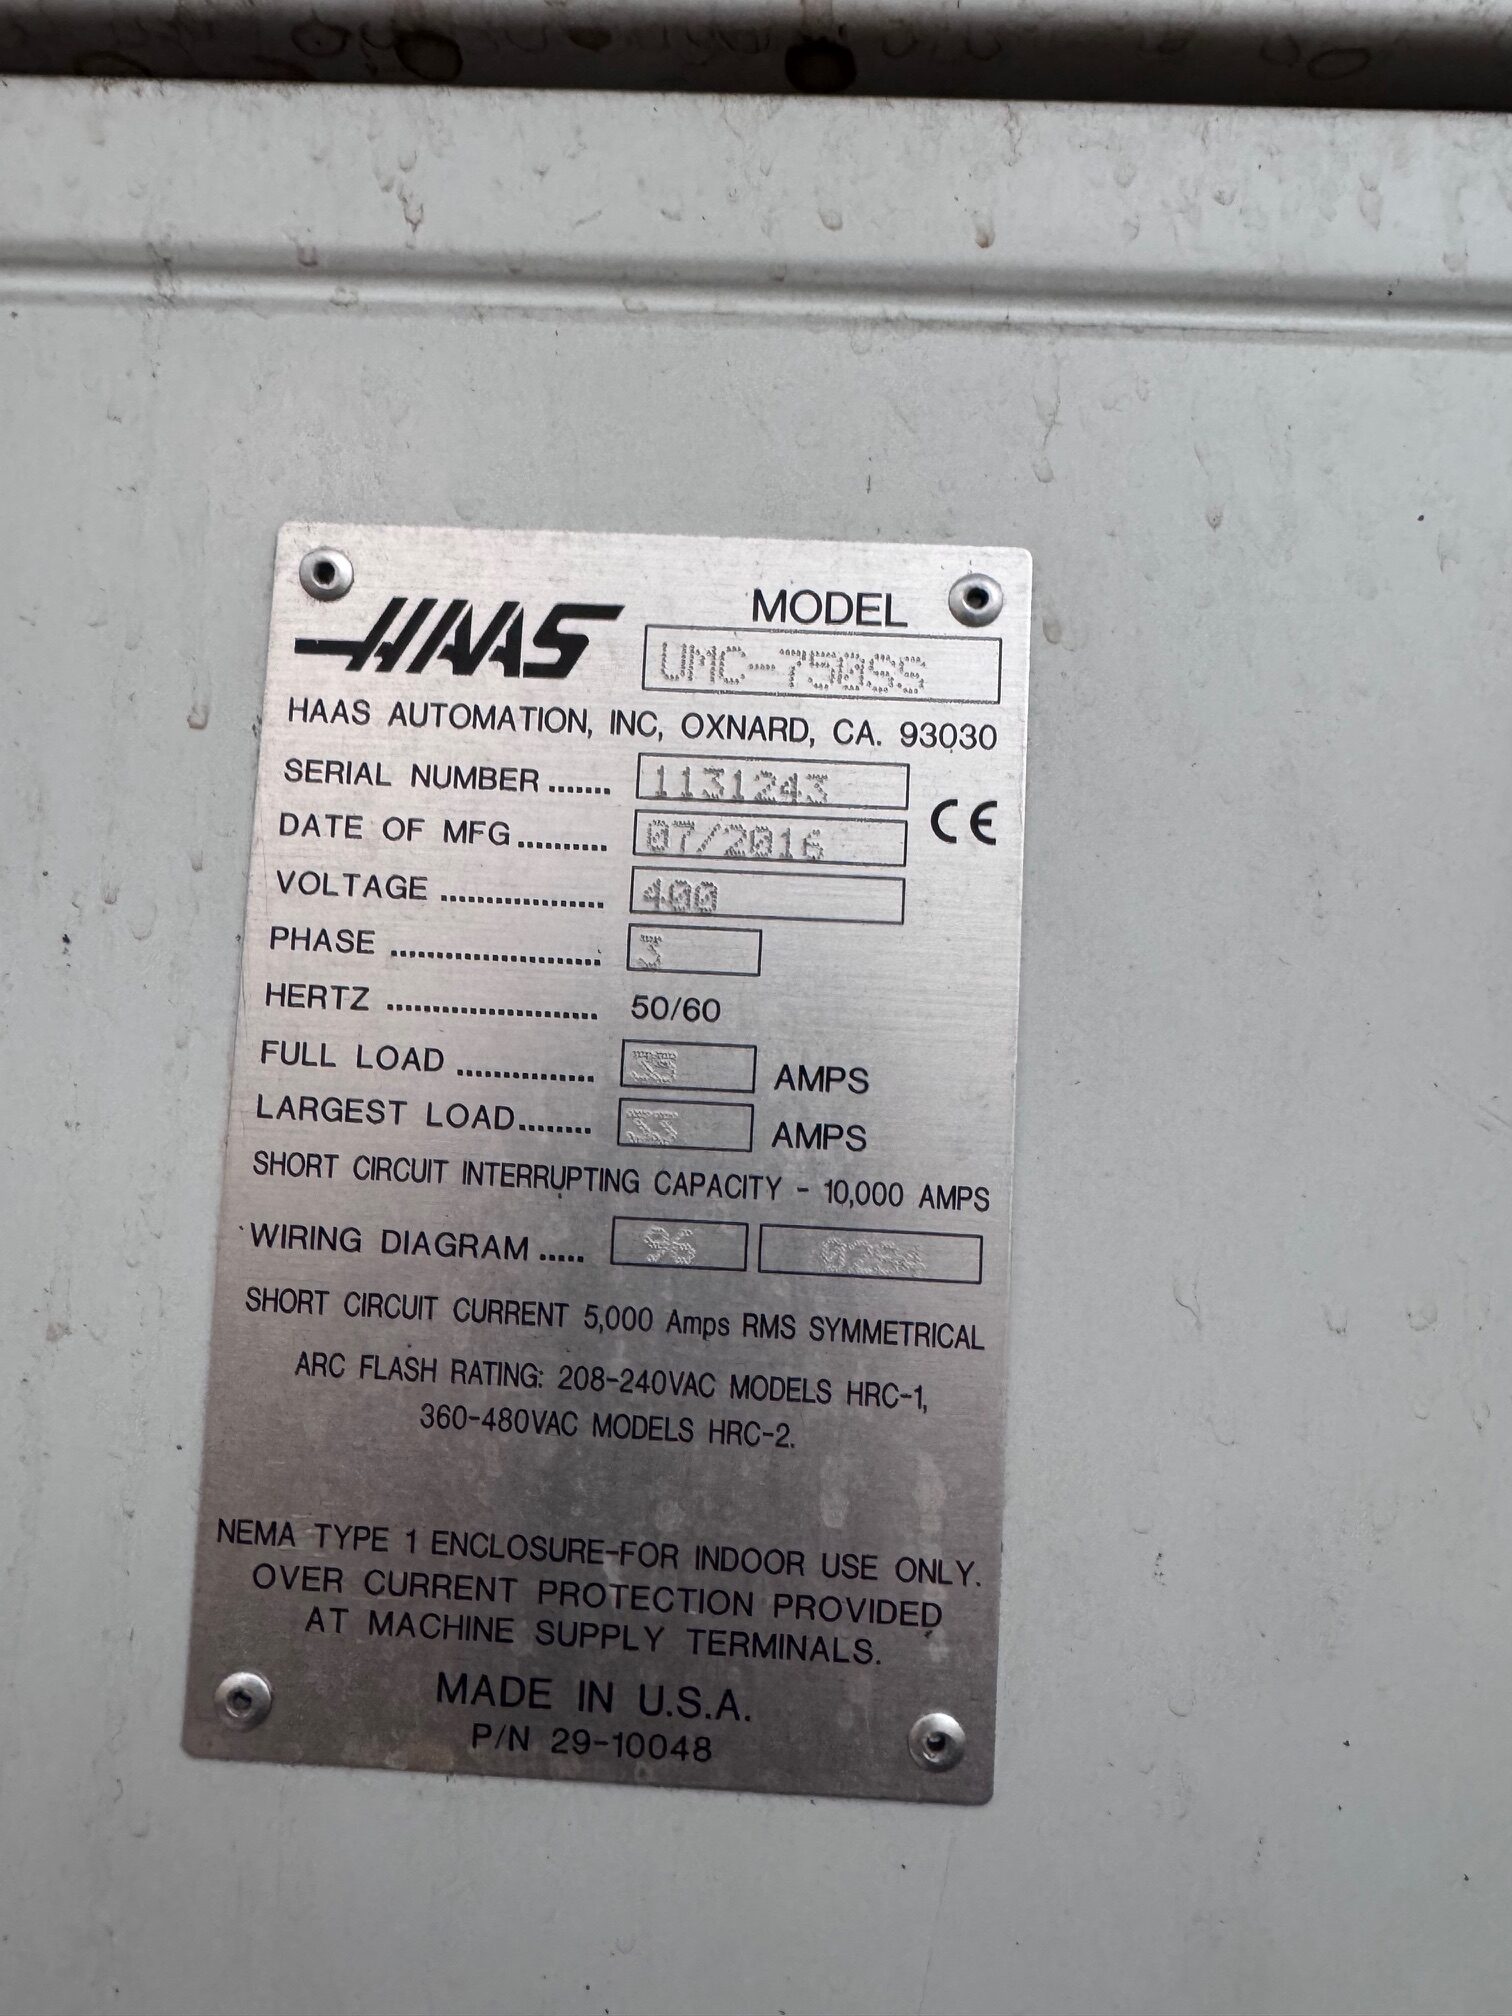 HAAS MODEL
UMC-750SS
HAAS AUTOMATION, INC, OXNARD, CA. 93030
SERIAL NUMBER ....... 1131243
DATE OF MFG .......... 07/2016 CE
VOLTAGE .................. 400
PHASE ....................... 3
HERTZ ....................... 50/60
FULL LOAD ............... AMPS
LARGEST LOAD ........ AMPS
SHORT CIRCUIT INTERRUPTING CAPACITY - 10,000 AMPS
WIRING DIAGRAM ..... 96
SHORT CIRCUIT CURRENT 5,000 Amps RMS SYMMETRICAL
ARC FLASH RATING: 208-240VAC MODELS HRC-1,
360-480VAC MODELS HRC-2.
NEMA TYPE 1 ENCLOSURE-FOR INDOOR USE ONLY.
OVER CURRENT PROTECTION PROVIDED
AT MACHINE SUPPLY TERMINALS.
MADE IN U.S.A.
P/N 29-10048